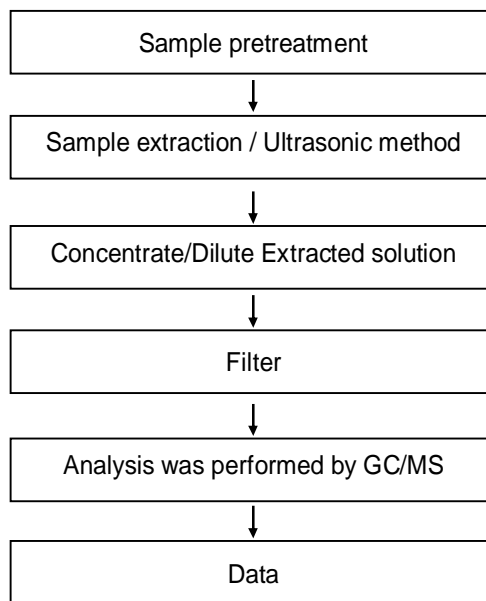 Sample pretreatment
Sample extraction / Ultrasonic method
Concentrate/Dilute Extracted solution
Filter
Analysis was performed by GC/MS
Data